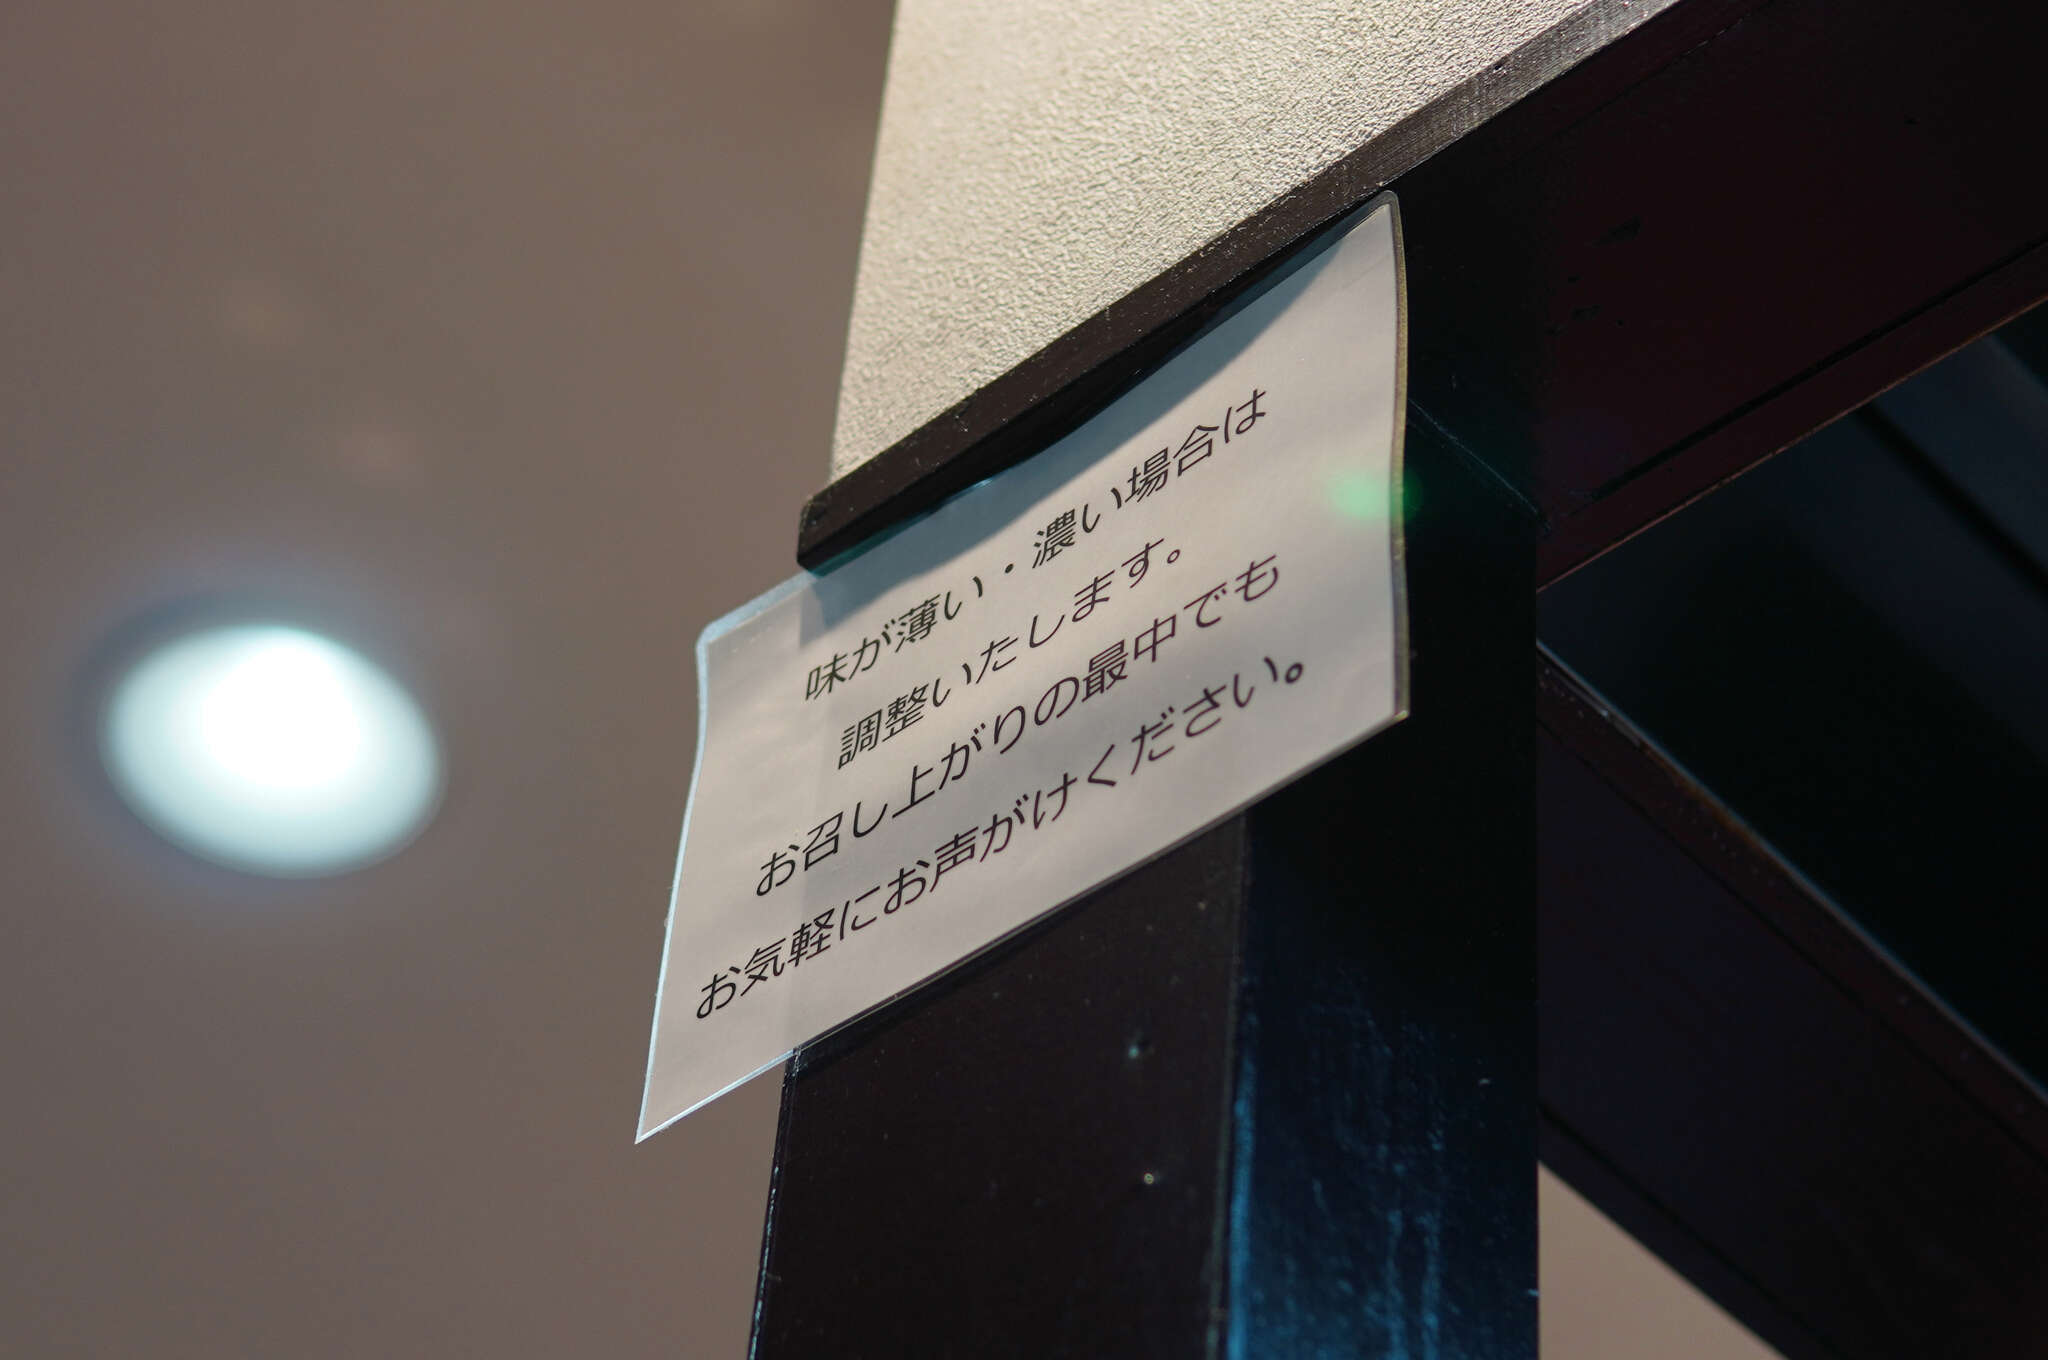 味が薄い・濃い場合は
調整いたします。
お召し上がりの最中でも
お気軽にお声がけください。